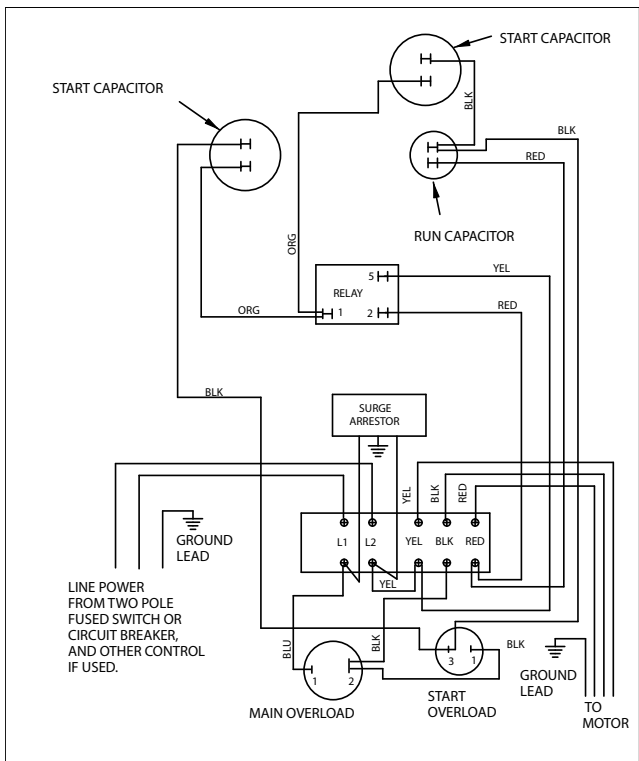 START CAPACITOR
START CAPACITOR
BLK
BLK
RED
RUN CAPACITOR
ORG
YEL
5
RELAY
1
2
RED
ORG
BLK
SURGE
ARRESTOR
YEL
BLK
RED
GROUND
LEAD
L1
L2
YEL
BLK
RED
YEL
LINE POWER
FROM TWO POLE
FUSED SWITCH OR
CIRCUIT BREAKER,
AND OTHER CONTROL
IF USED.
BLU
BLK
BLK
1
2
3
1
MAIN OVERLOAD
START
OVERLOAD
GROUND
LEAD
TO
MOTOR